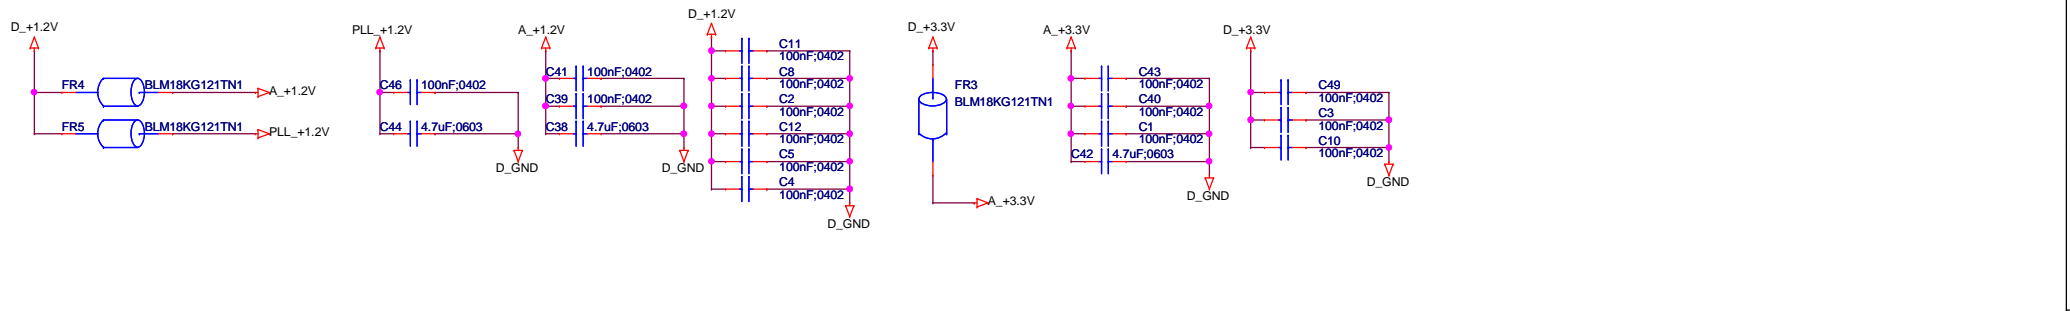 D_+1.2V
FR4 BLM18KG121TN1 A_+1.2V
FR5 BLM18KG121TN1 PLL_+1.2V
PLL_+1.2V
C46 100nF;0402
C44 4.7uF;0603
D_GND
A_+1.2V
C41 100nF;0402
C39 100nF;0402
C38 4.7uF;0603
D_GND
D_+1.2V
C11
100nF;0402
C8
100nF;0402
C2
100nF;0402
C12
100nF;0402
C5
100nF;0402
C4
100nF;0402
D_GND
D_+3.3V
FR3
BLM18KG121TN1
A_+3.3V
A_+3.3V
C43
100nF;0402
C40
100nF;0402
C1
100nF;0402
C42 4.7uF;0603
D_GND
D_+3.3V
C49
100nF;0402
C3
100nF;0402
C10
100nF;0402
D_GND